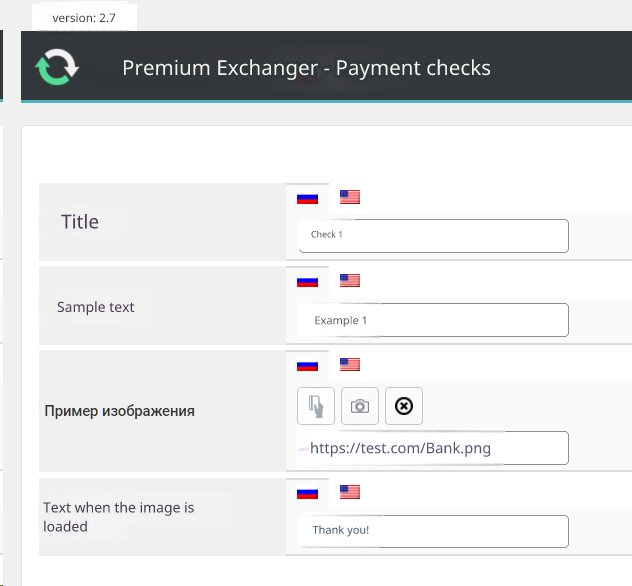 version: 2.7
Premium Exchanger - Payment checks
Title
Check 1
Sample text
Example 1
Пример изображения
https://test.com/Bank.png
Text when the image is
loaded
Thank you!